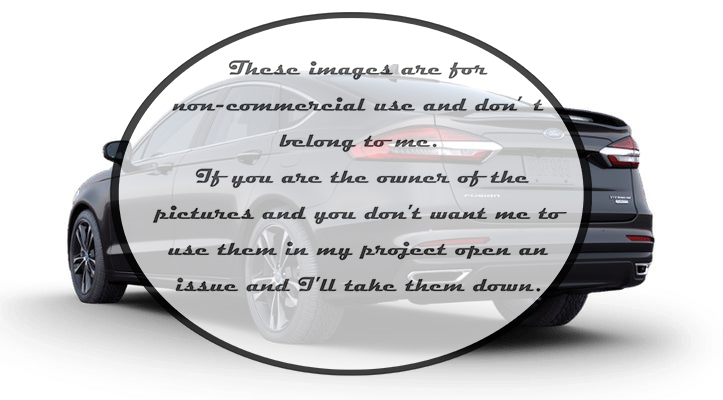 These images are for
non-commercial use and don't
belong to me.
If you are the owner of the
pictures and you don't want me to
use them in my project open an
issue and I'll take them down.
Ford
FUSION